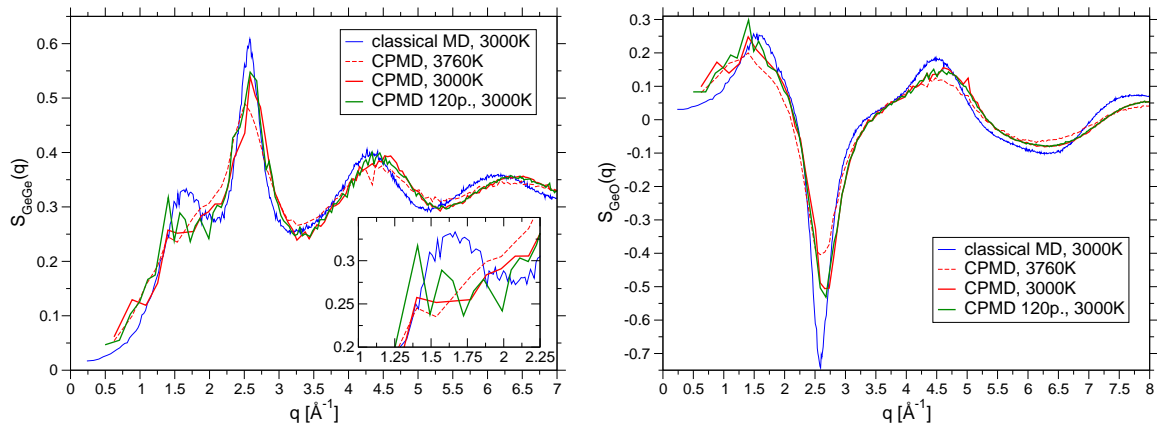 0.6
0.5
0.4
0.3
0.2
0.1
0
S_GeGe(q)
classical MD, 3000K
CPMD, 3760K
CPMD, 3000K
CPMD 120p., 3000K
0.4
0.35
0.3
0.25
0.2
1 1.25 1.5 1.75 2 2.25
0 0.5 1 1.5 2 2.5 3 3.5 4 4.5 5 5.5 6 6.5 7
q [Å⁻¹]
0.3
0.2
0.1
0
-0.1
-0.2
-0.3
-0.4
-0.5
-0.6
-0.7
S_GeO(q)
classical MD, 3000K
CPMD, 3760K
CPMD, 3000K
CPMD 120p., 3000K
0 0.5 1 1.5 2 2.5 3 3.5 4 4.5 5 5.5 6 6.5 7 7.5 8
q [Å⁻¹]